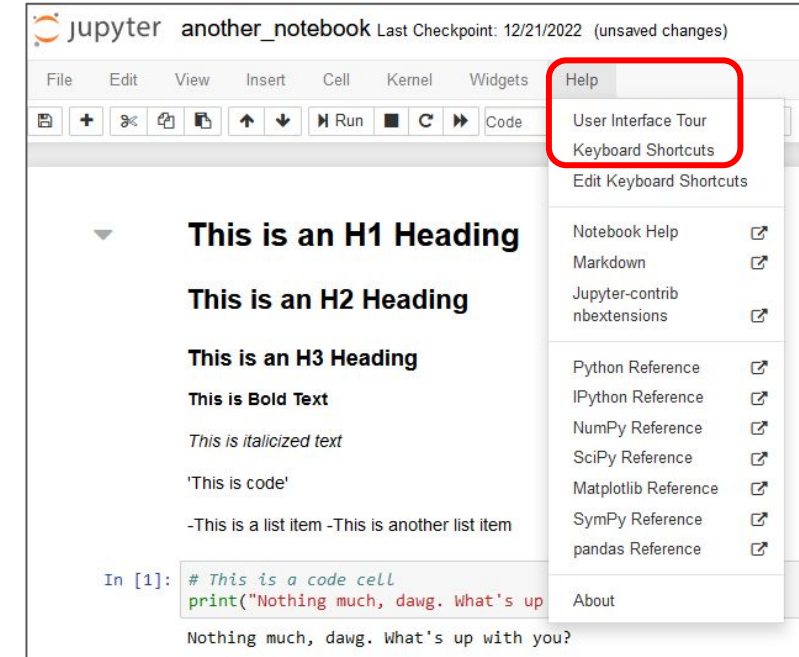 jupyter another_notebook Last Checkpoint: 12/21/2022 (unsaved changes)
File Edit View Insert Cell Kernel Widgets Help
Run Code
User Interface Tour
Keyboard Shortcuts
Edit Keyboard Shortcuts
Notebook Help
Markdown
Jupyter-contrib
nbextensions
Python Reference
IPython Reference
NumPy Reference
SciPy Reference
Matplotlib Reference
SymPy Reference
pandas Reference
About
This is an H1 Heading
This is an H2 Heading
This is an H3 Heading
This is Bold Text
This is italicized text
'This is code'
-This is a list item -This is another list item
In [1]: # This is a code cell
print("Nothing much, dawg. What's up
Nothing much, dawg. What's up with you?